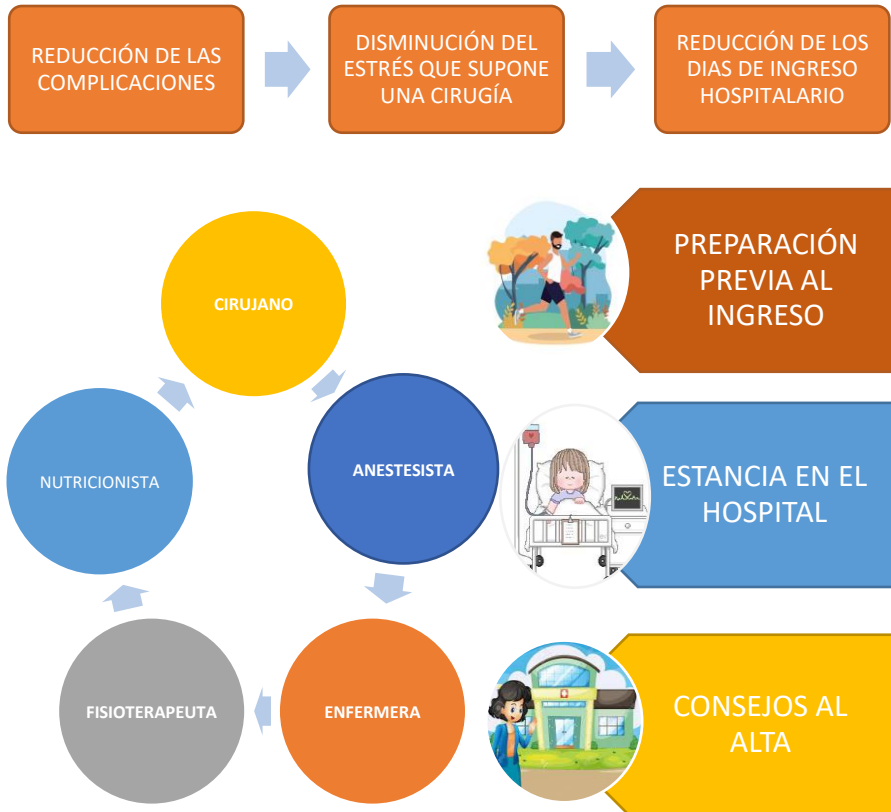 REDUCCIÓN DE LAS
COMPLICACIONES
DISMINUCIÓN DEL
ESTRÉS QUE SUPONE
UNA CIRUGÍA
REDUCCIÓN DE LOS
DIAS DE INGRESO
HOSPITALARIO
CIRUJANO
ANESTESISTA
ENFERMERA
FISIOTERAPEUTA
NUTRICIONISTA
PREPARACIÓN
PREVIA AL
INGRESO
ESTANCIA EN EL
HOSPITAL
CONSEJOS AL
ALTA